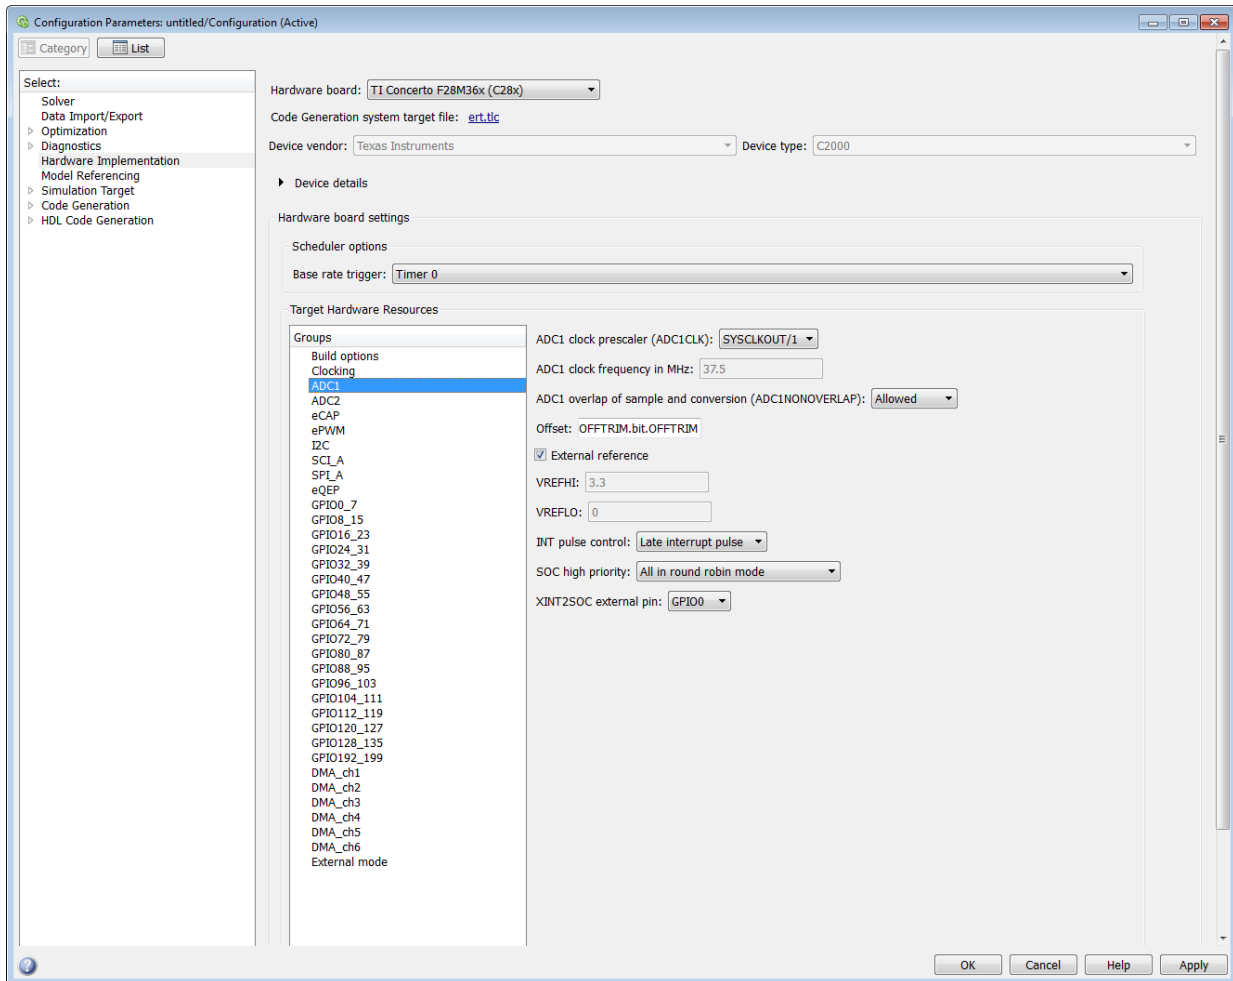 Configuration Parameters: untitled/Configuration (Active)
Category
List
Select:
Solver
Data Import/Export
Optimization
Diagnostics
Hardware Implementation
Model Referencing
Simulation Target
Code Generation
HDL Code Generation
Hardware board: TI Concerto F28M36x (C28x)
Code Generation system target file: ert.tlc
Device vendor: Texas Instruments Device type: C2000
Device details
Hardware board settings
Scheduler options
Base rate trigger: Timer 0
Target Hardware Resources
Groups
Build options
Clocking
ADC1
ADC2
eCAP
ePWM
I2C
SCI_A
SPI_A
eQEP
GPIO0_7
GPIO8_15
GPIO16_23
GPIO24_31
GPIO32_39
GPIO40_47
GPIO48_55
GPIO56_63
GPIO64_71
GPIO72_79
GPIO80_87
GPIO88_95
GPIO96_103
GPIO104_111
GPIO112_119
GPIO120_127
GPIO128_135
GPIO192_199
DMA_ch1
DMA_ch2
DMA_ch3
DMA_ch4
DMA_ch5
DMA_ch6
External mode
ADC1 clock prescaler (ADC1CLK): SYSCLKOUT/1
ADC1 clock frequency in MHz: 37.5
ADC1 overlap of sample and conversion (ADC1NONOVERLAP): Allowed
Offset: OFFTRIM.bit.OFFTRIM
External reference
VREFHI: 3.3
VREFLO: 0
INT pulse control: Late interrupt pulse
SOC high priority: All in round robin mode
XINT2SOC external pin: GPIO0
OK Cancel Help Apply